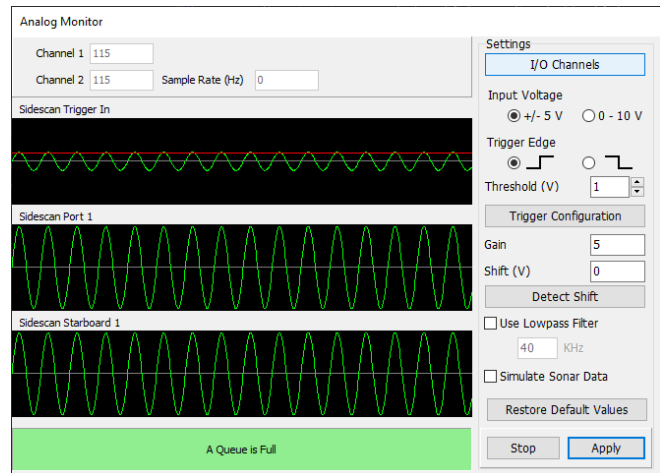 Analog Monitor
Channel 1 115
Channel 2 115 Sample Rate (Hz) 0
Sidescan Trigger In
Sidescan Port 1
Sidescan Starboard 1
A Queue is Full
Settings
I/O Channels
Input Voltage
+/- 5 V 0 - 10 V
Trigger Edge
Threshold (V) 1
Trigger Configuration
Gain 5
Shift (V) 0
Detect Shift
Use Lowpass Filter
40 KHz
Simulate Sonar Data
Restore Default Values
Stop Apply